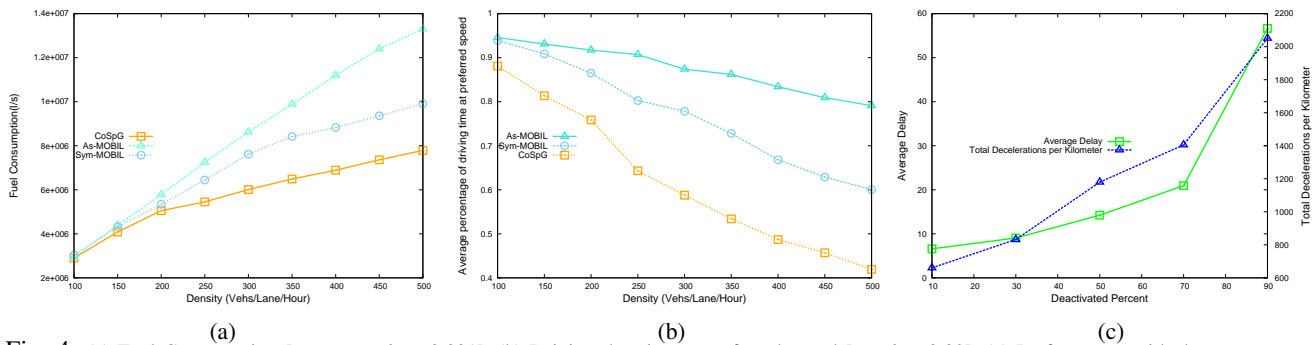 1.4e+007
1.2e+007
1e+007
8e+006
6e+006
4e+006
2e+006
Fuel Consumption(l/s)
CoSpG
As-MOBIL
Sym-MOBIL
100 150 200 250 300 350 400 450 500
Density (Vehs/Lane/Hour)
(a)
1
0.9
0.8
0.7
0.6
0.5
0.4
Average percentage of driving time at preferred speed
As-MOBIL
Sym-MOBIL
CoSpG
100 150 200 250 300 350 400 450 500
Density (Vehs/Lane/Hour)
(b)
60
50
40
30
20
10
0
Average Delay
Average Delay
Total Decelerations per Kilometer
2200
2000
1800
1600
1400
1200
1000
800
600
Total Decelerations per Kilometer
10 20 30 40 50 60 70 80 90
Deactivated Percent
(c)